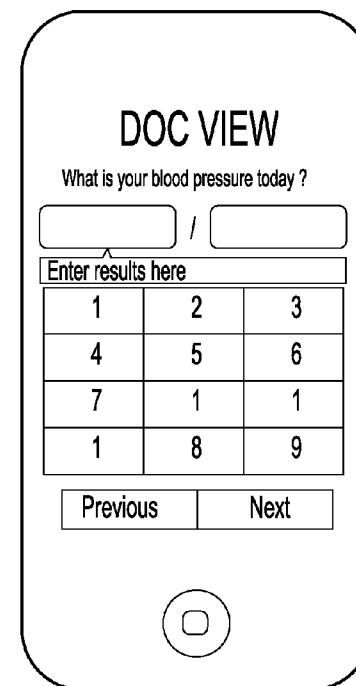 DOC VIEW
What is your blood pressure today ?
/
Enter results here
1 2 3
4 5 6
7 1 1
1 8 9
Previous Next